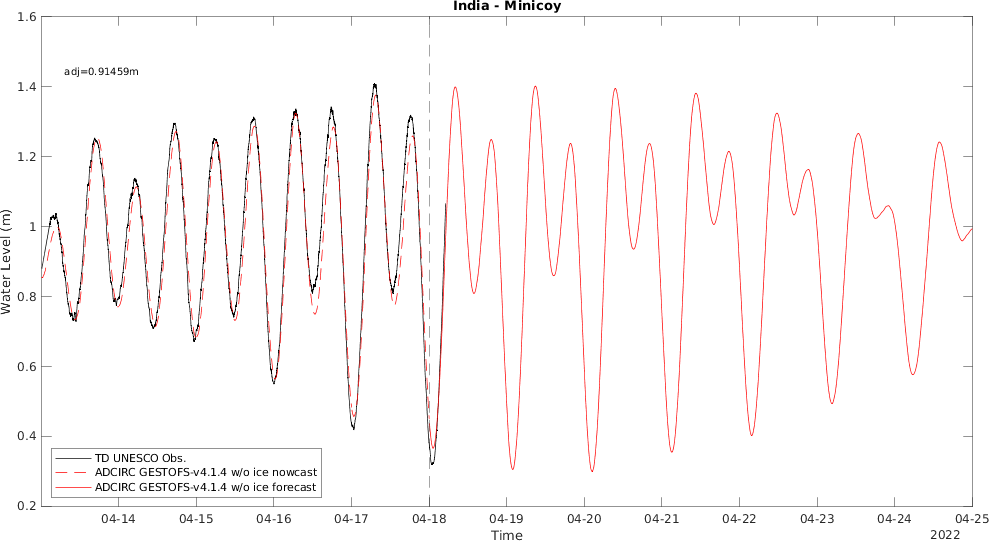 India - Minicoy
1.6
1.4
1.2
1
0.8
0.6
0.4
0.2
Water Level (m)
adj=0.91459m
TD UNESCO Obs.
ADCIRC GESTOFS-v4.1.4 w/o ice nowcast
ADCIRC GESTOFS-v4.1.4 w/o ice forecast
04-14 04-15 04-16 04-17 04-18 04-19 04-20 04-21 04-22 04-23 04-24 04-25
Time
2022